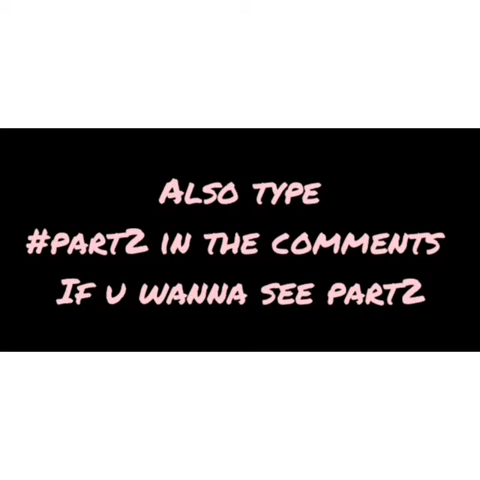 Also type
#part2 in the comments
If u wanna see part2